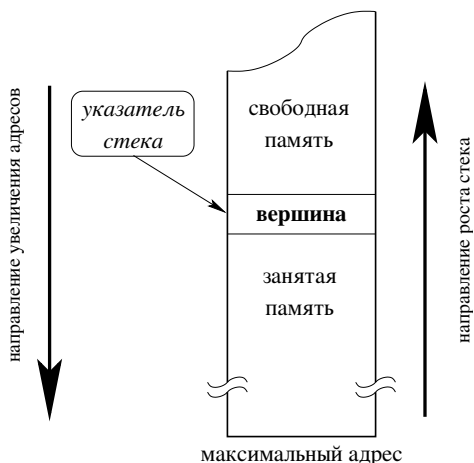 направление увеличения адресов
указатель
стека
свободная
память
вершина
занятая
память
максимальный адрес
направление роста стека